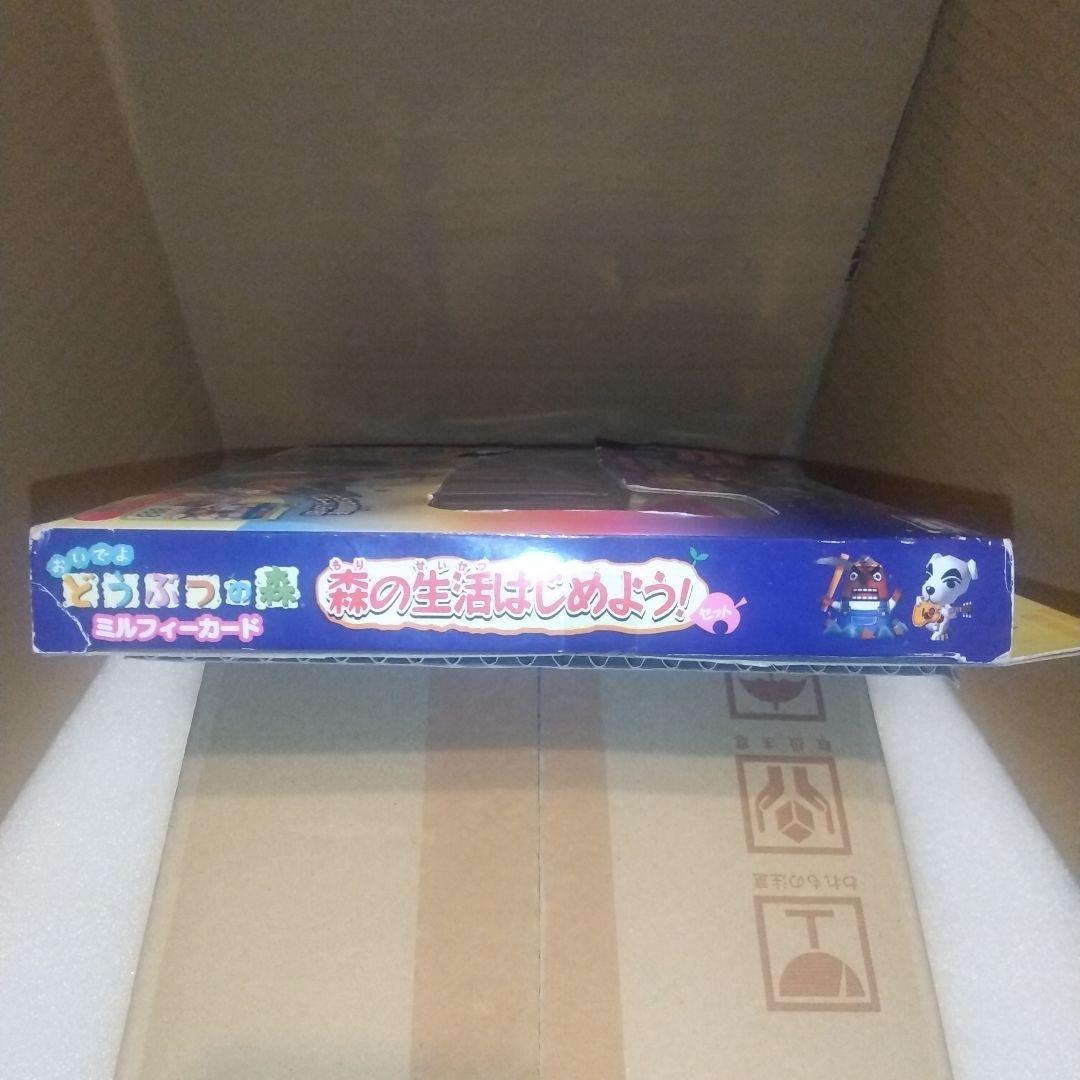 おいでよ
どうぶつの森
ミルフィーカード
もり せいかつ
森の生活はじめよう!
セット
取扱注意
われもの注意